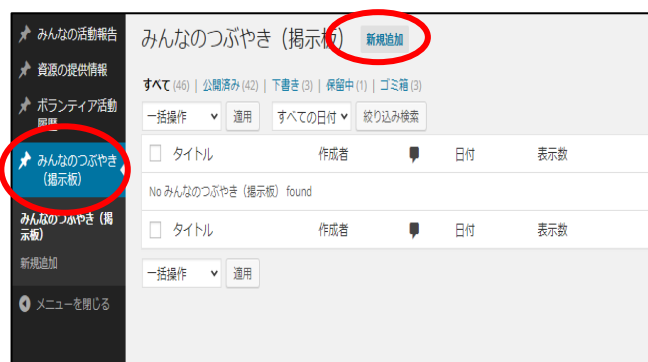 みんなの活動報告
資源の提供情報
ボランティア活動
履歴
みんなのつぶやき
(掲示板)
みんなのつぶやき (掲
示板)
新規追加
メニューを閉じる
みんなのつぶやき (掲示板) 新規追加
すべて (46) | 公開済み (42) | 下書き (3) | 保留中 (1) | ゴミ箱 (3)
一括操作 適用 すべての日付 絞り込み検索
タイトル 作成者 日付 表示数
No みんなのつぶやき (掲示板) found
タイトル 作成者 日付 表示数
一括操作 適用